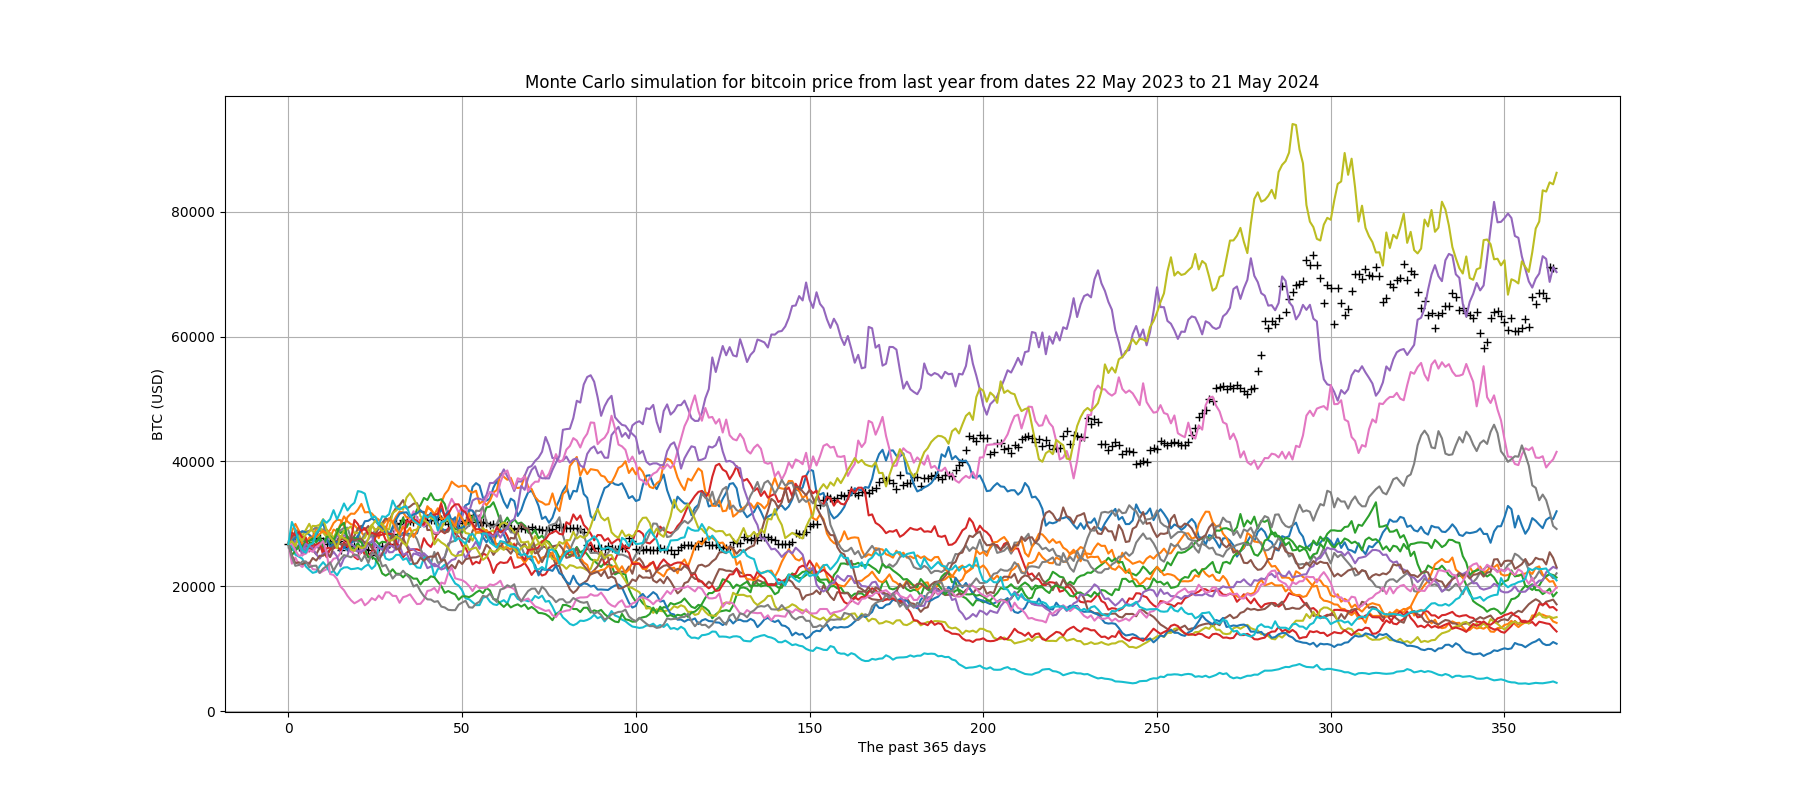 Monte Carlo simulation for bitcoin price from last year from dates 22 May 2023 to 21 May 2024
BTC (USD)
80000
60000
40000
20000
0
0 50 100 150 200 250 300 350
The past 365 days